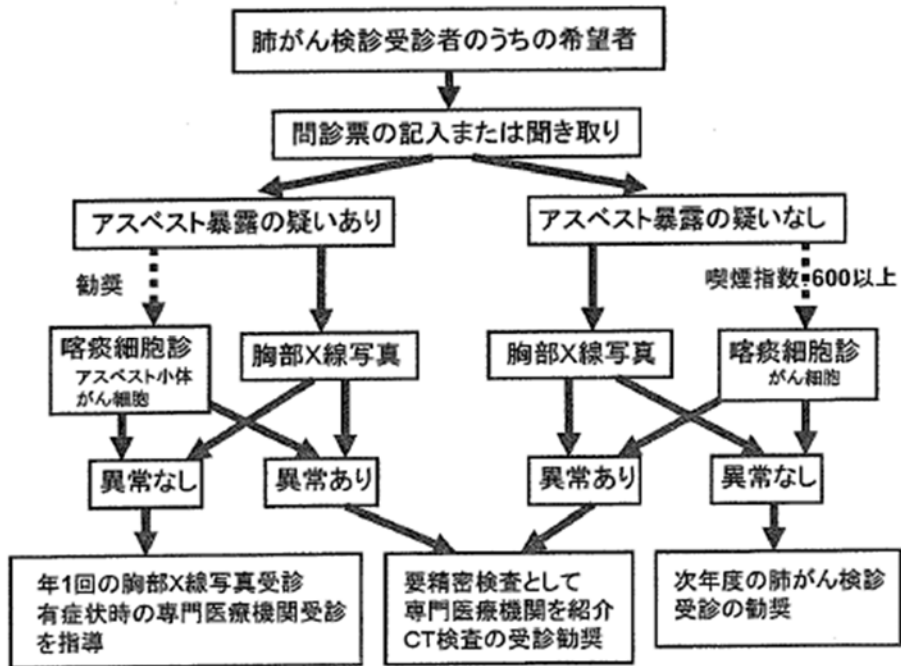 肺がん検診受診者のうちの希望者
問診票の記入または聞き取り
アスベスト暴露の疑いあり
アスベスト暴露の疑いなし
勧奨
喫煙指数 600以上
喀痰細胞診
アスベスト小体
がん細胞
胸部X線写真
胸部X線写真
喀痰細胞診
がん細胞
異常なし
異常あり
異常あり
異常なし
年1回の胸部X線写真受診
有症状時の専門医療機関受診
を指導
要精密検査として
専門医療機関を紹介
CT検査の受診勧奨
次年度の肺がん検診
受診の勧奨